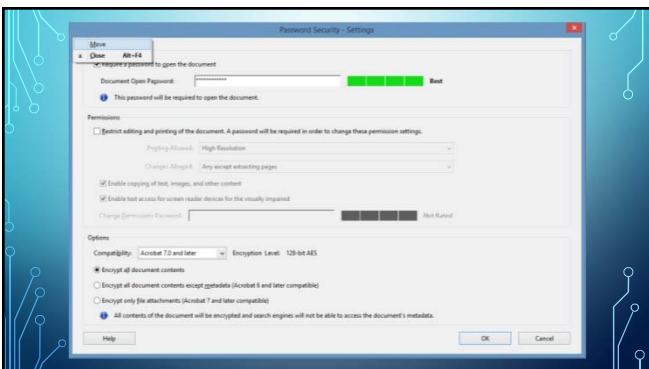 Password Security - Settings
Move
x Close Alt+F4
Require a password to open the document
Document Open Password: *************
Best
This password will be required to open the document.
Permissions
Restrict editing and printing of the document. A password will be required in order to change these permission settings.
Printing Allowed: High Resolution
Changes Allowed: Any except extracting pages
Enable copying of text, images, and other content
Enable text access for screen reader devices for the visually impaired
Change Permissions Password:
Not Rated
Options
Compatibility: Acrobat 7.0 and later Encryption Level: 128-bit AES
Encrypt all document contents
Encrypt all document contents except metadata (Acrobat 6 and later compatible)
Encrypt only file attachments (Acrobat 7 and later compatible)
All contents of the document will be encrypted and search engines will not be able to access the document's metadata.
Help OK Cancel